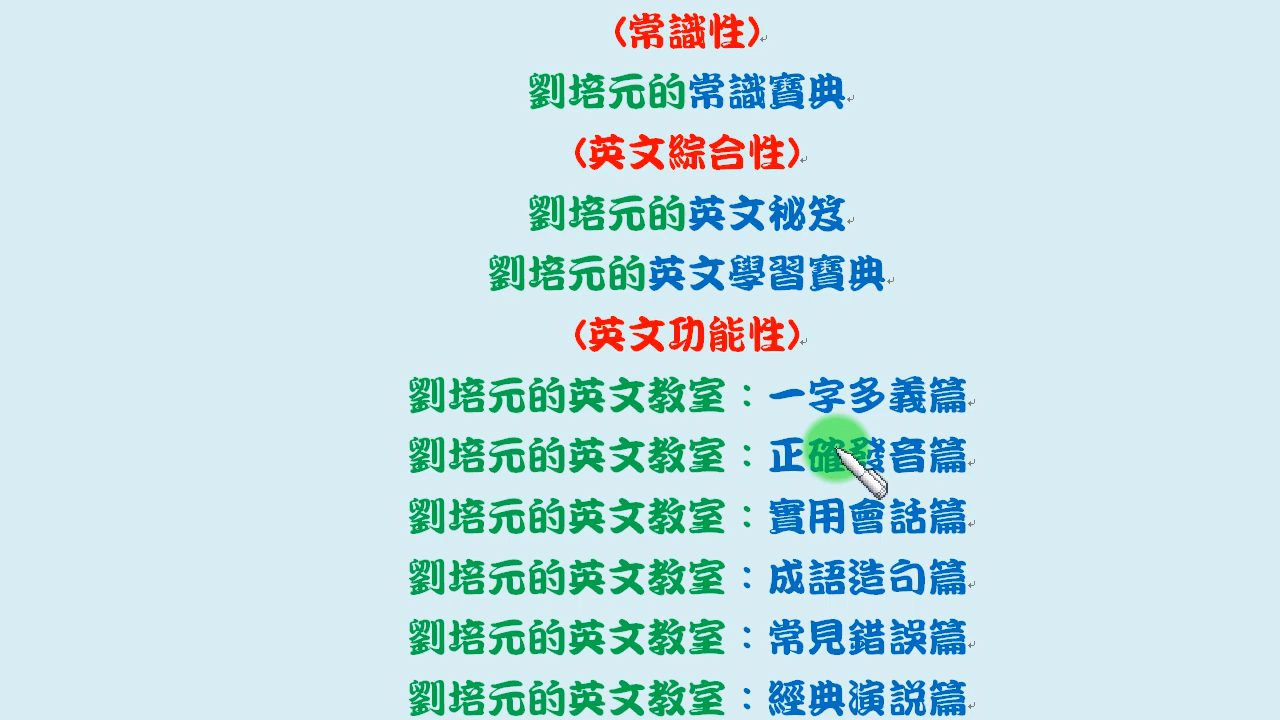 (常識性)
劉培元的常識寶典
(英文綜合性)
劉培元的英文秘笈
劉培元的英文學習寶典
(英文功能性)
劉培元的英文教室：一字多義篇
劉培元的英文教室：正確發音篇
劉培元的英文教室：實用會話篇
劉培元的英文教室：成語造句篇
劉培元的英文教室：常見錯誤篇
劉培元的英文教室：經典演說篇